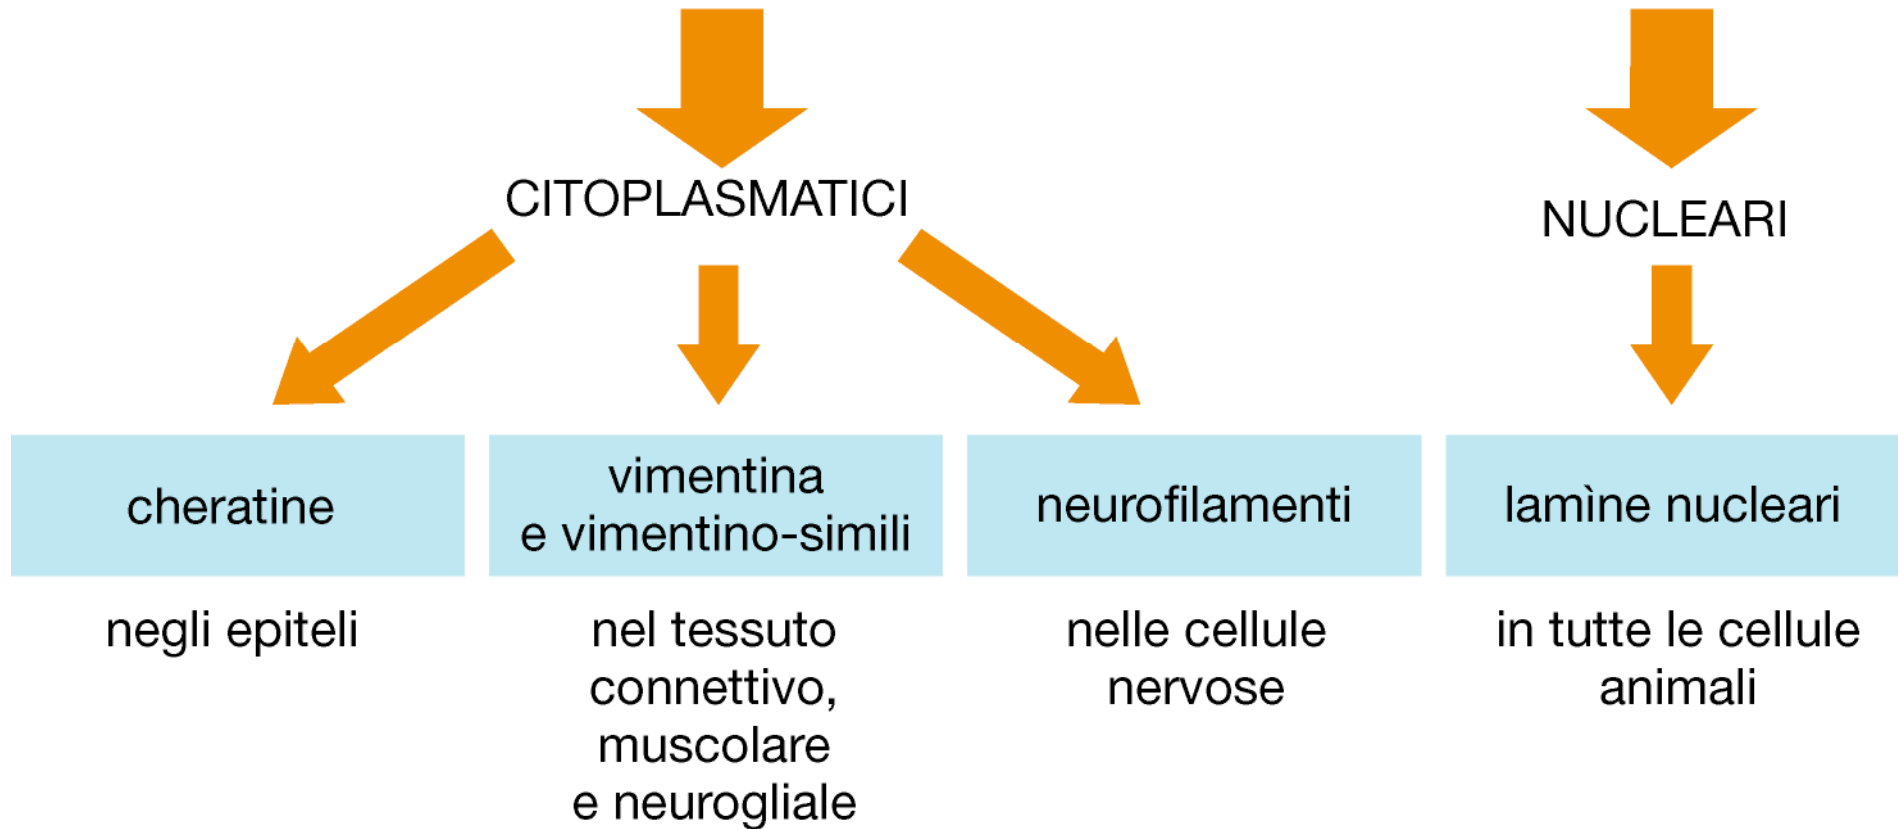 CITOPLASMATICI
NUCLEARI
cheratine
vimentina
e vimentino-simili
neurofilamenti
lamìne nucleari
negli epiteli
nel tessuto
connettivo,
muscolare
e neurogliale
nelle cellule
nervose
in tutte le cellule
animali